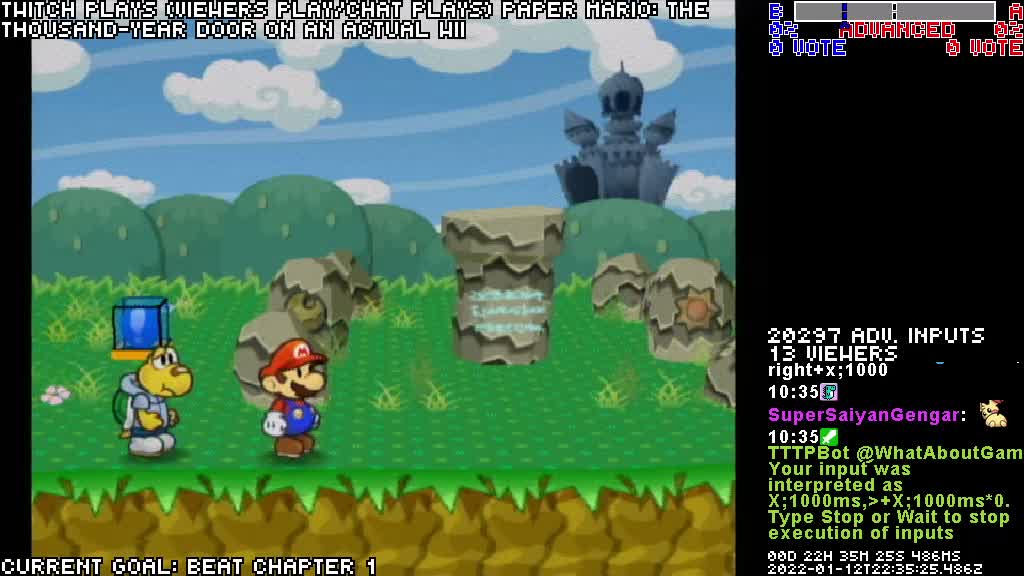 TWITCH PLAYS (VIEWERS PLAY/CHAT PLAYS) PAPER MARIO: THE
THOUSAND-YEAR DOOR ON AN ACTUAL WII
B A
0% ADVANCED 0%
0 VOTE 0 VOTE
M
20297 ADV. INPUTS
13 VIEWERS
right+x;1000
10:35
SuperSaiyanGengar:
10:35
TTTPBot @WhatAboutGam
Your input was
interpreted as
X;1000ms,>+X;1000ms*0.
Type Stop or Wait to stop
execution of inputs
00D 22H 35M 25S 486MS
2022-01-12T22:35:25.486Z
CURRENT GOAL: BEAT CHAPTER 1